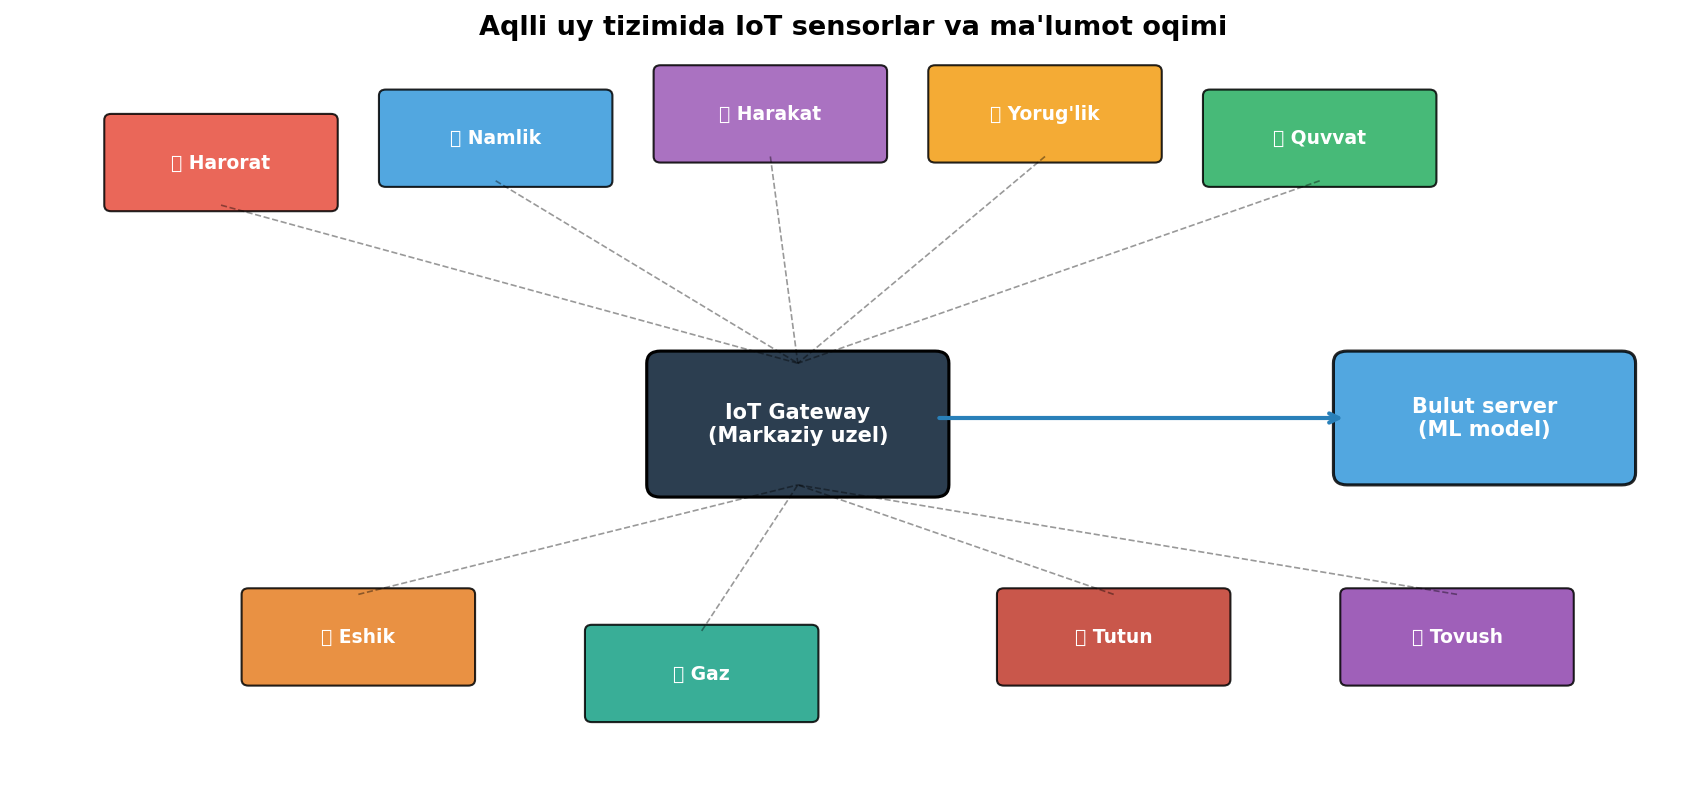 Aqlli uy tizimida IoT sensorlar va ma'lumot oqimi
Harorat
Namlik
Harakat
Yorug'lik
Quvvat
IoT Gateway
(Markaziy uzel)
Bulut server
(ML model)
Eshik
Gaz
Tutun
Tovush